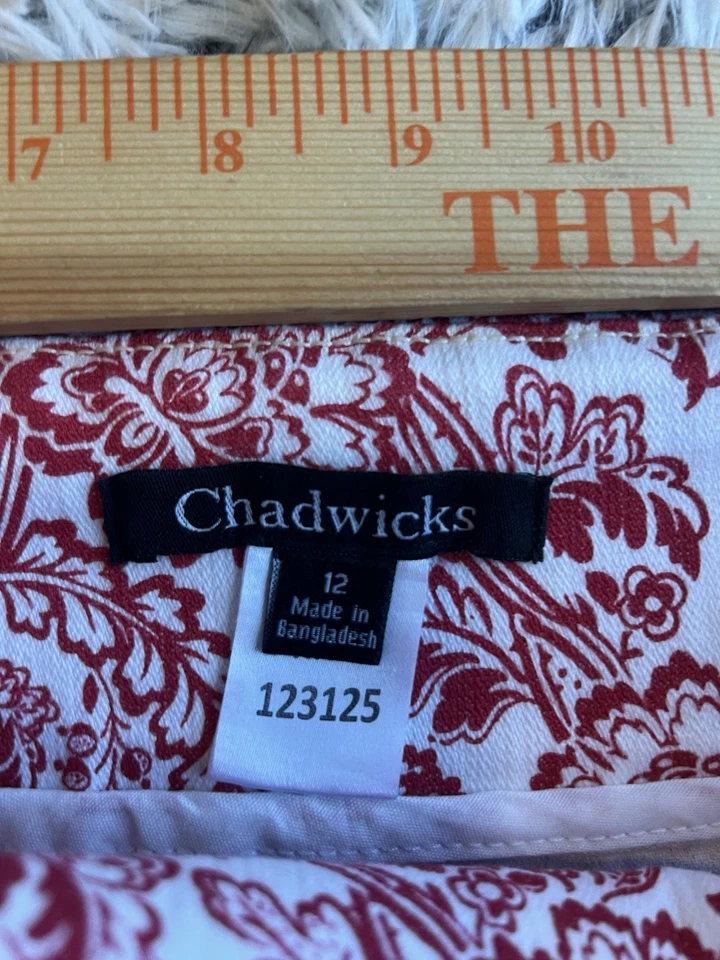 7 8 9 10
THE
Chadwicks
12
Made in
Bangladesh
123125